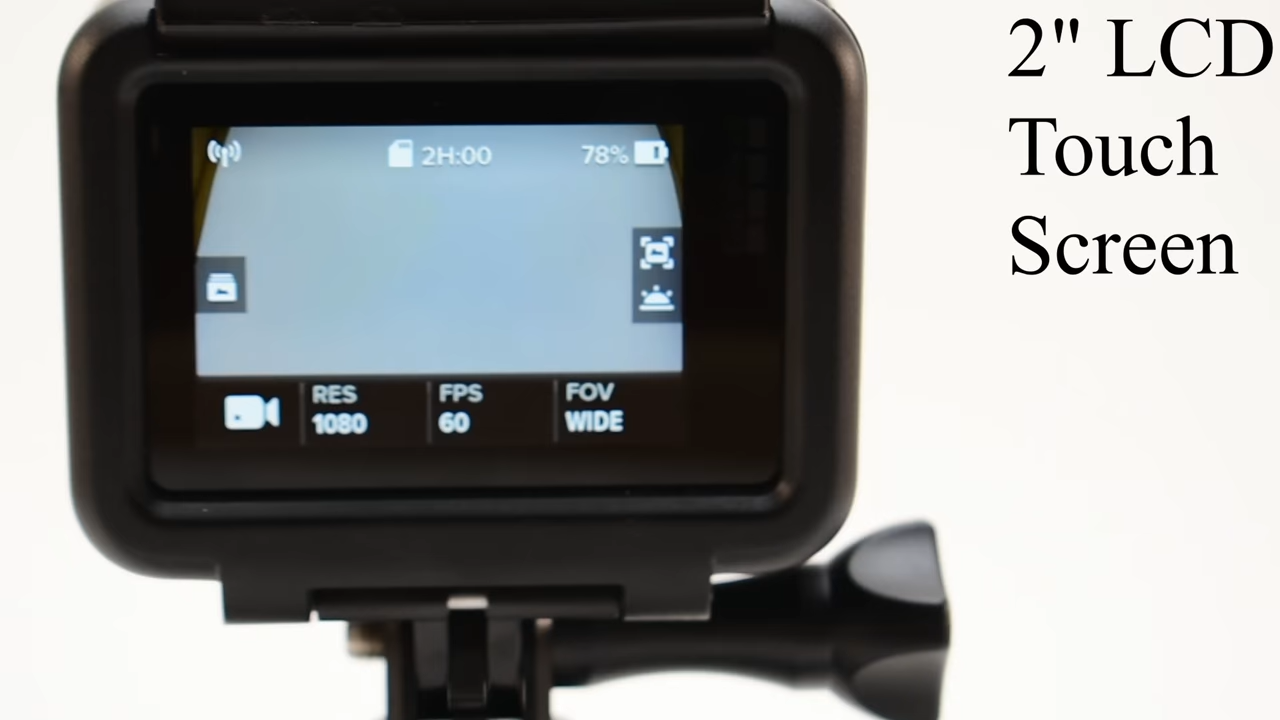 2" LCD
Touch
Screen
2H:00 78%
RES FPS FOV
1080 60 WIDE